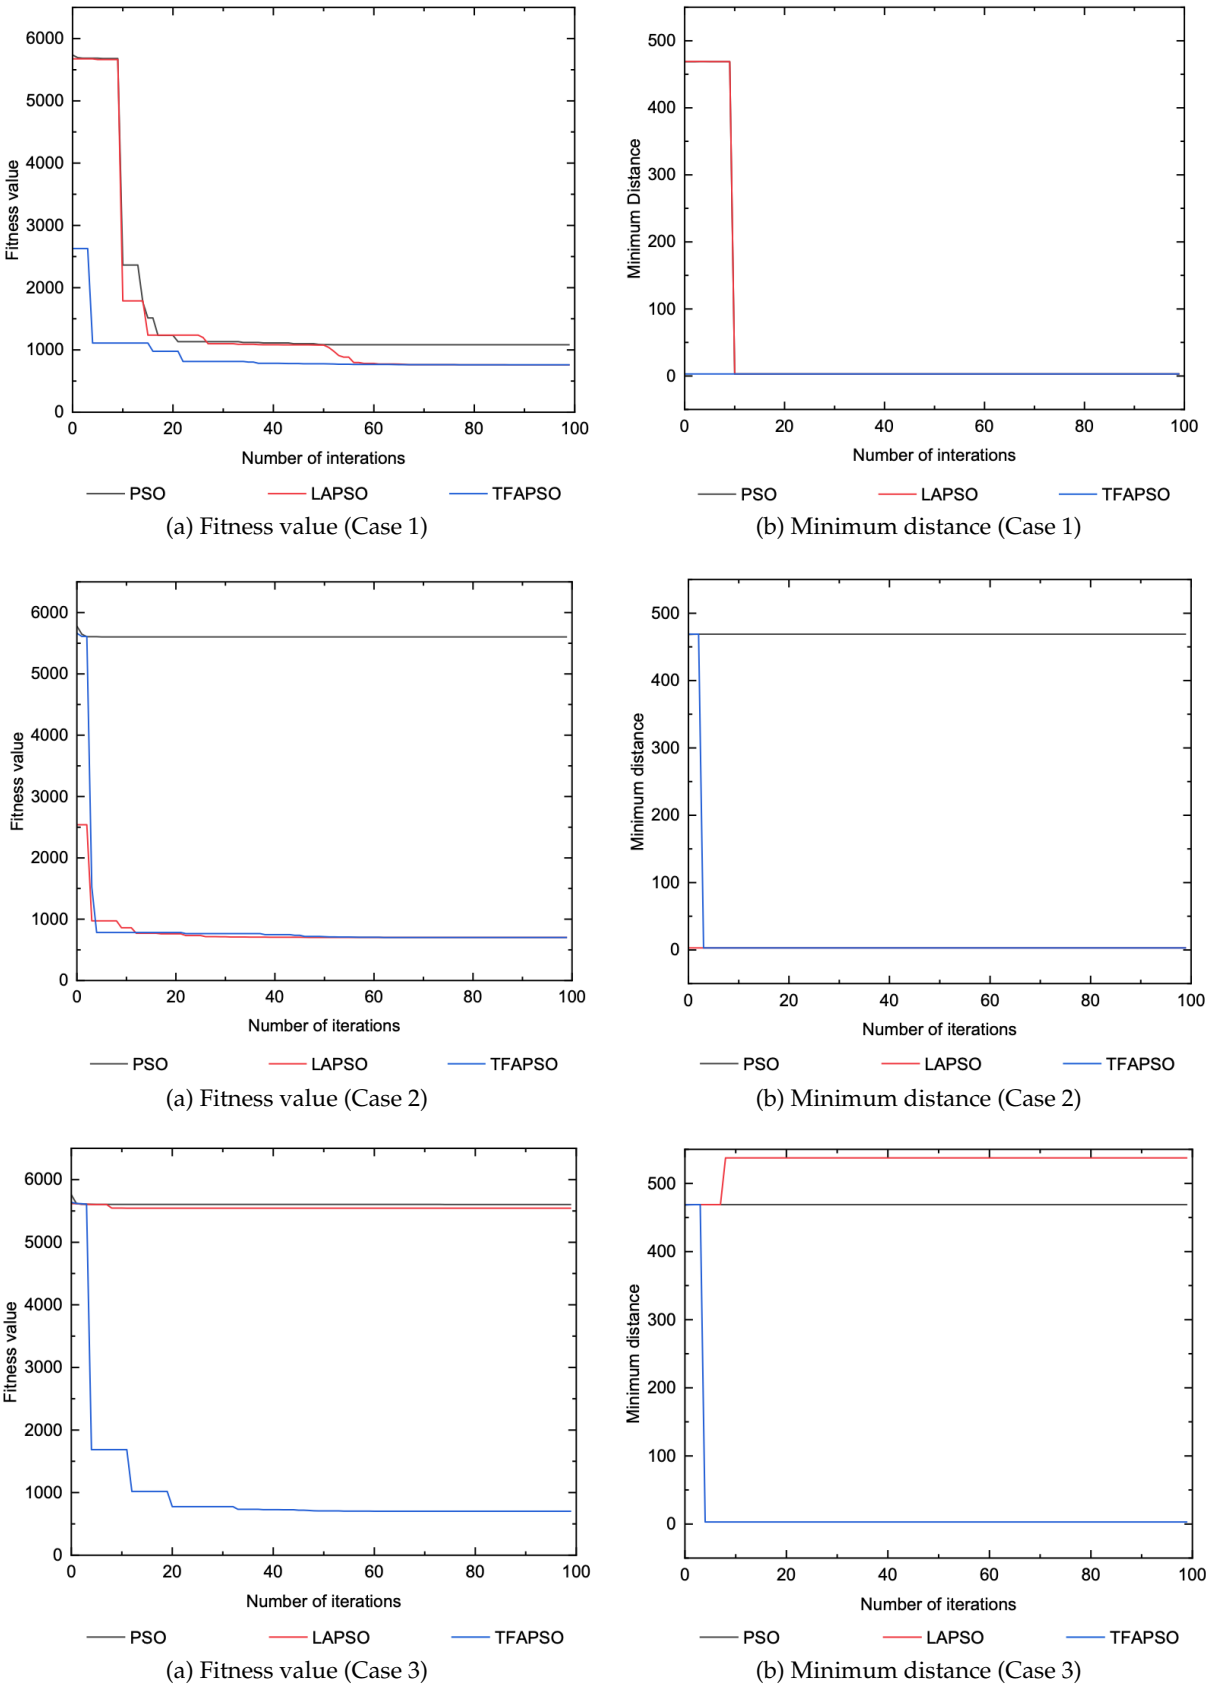 6000
5000
4000
3000
2000
1000
0
Fitness value
0 20 40 60 80 100
Number of interations
PSO LAPSO TFAPSO
(a) Fitness value (Case 1)
500
400
300
200
100
0
Minimum Distance
0 20 40 60 80 100
Number of interations
PSO LAPSO TFAPSO
(b) Minimum distance (Case 1)
6000
5000
4000
3000
2000
1000
0
Fitness value
0 20 40 60 80 100
Number of iterations
PSO LAPSO TFAPSO
(a) Fitness value (Case 2)
500
400
300
200
100
0
Minimum distance
0 20 40 60 80 100
Number of iterations
PSO LAPSO TFAPSO
(b) Minimum distance (Case 2)
6000
5000
4000
3000
2000
1000
0
Fitness value
0 20 40 60 80 100
Number of iterations
PSO LAPSO TFAPSO
(a) Fitness value (Case 3)
500
400
300
200
100
0
Minimum distance
0 20 40 60 80 100
Number of iterations
PSO LAPSO TFAPSO
(b) Minimum distance (Case 3)